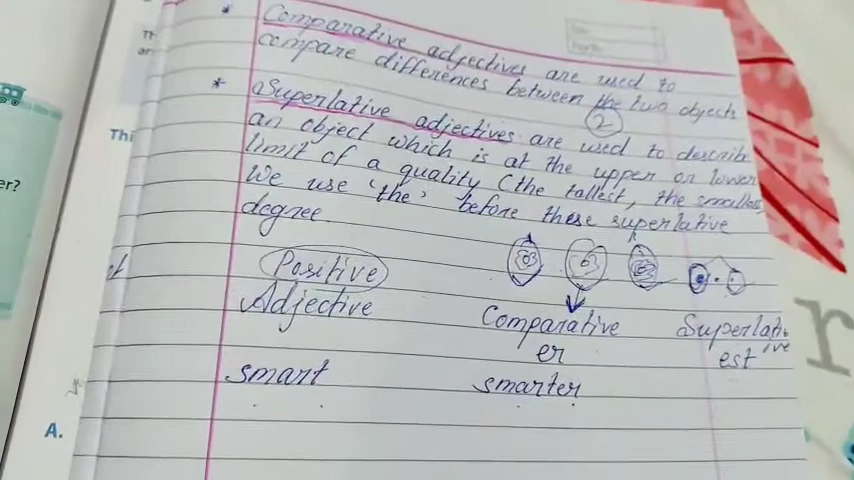 * Comparative adjectives are used to
compare differences between the two objects
2
* Superlative adjectives are used to describe
an object which is at the upper or lower
limit of a quality (the tallest, the smallest,
We use 'the' before these superlative
degree
Positive
Adjective
Comparative
er
Superlative
est
smart
smarter
Thi
A.
er?
r